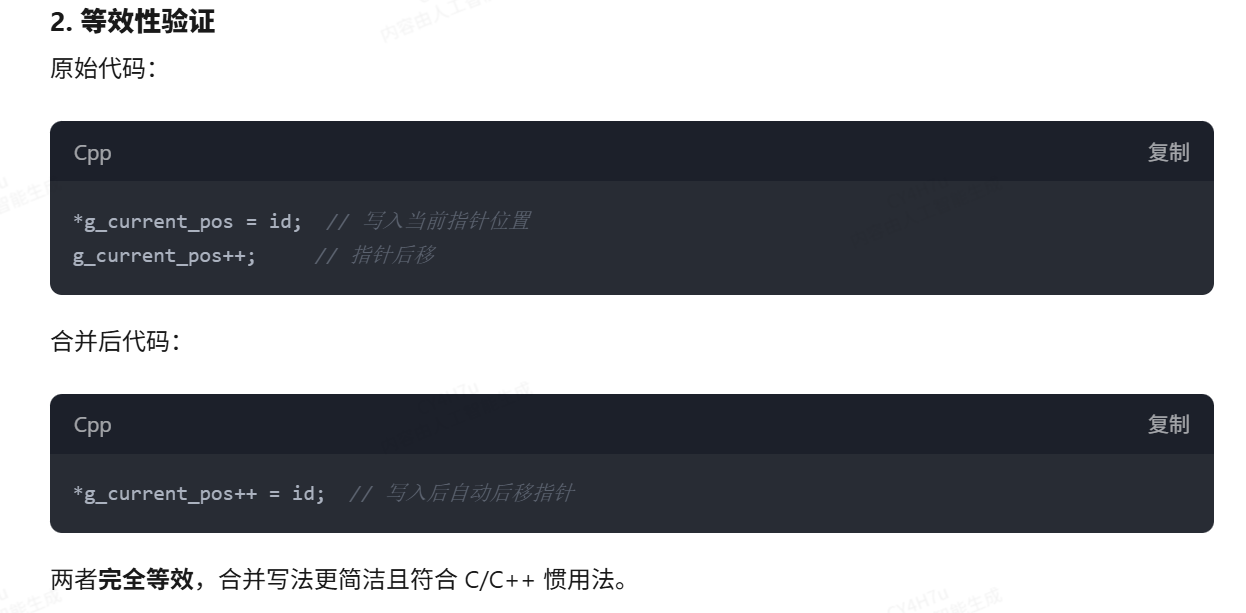 2. 等效性验证
原始代码：
Cpp 复制
*g_current_pos = id;  // 写入当前指针位置
g_current_pos++;     // 指针后移
合并后代码：
Cpp 复制
*g_current_pos++ = id;  // 写入后自动后移指针
两者完全等效，合并写法更简洁且符合 C/C++ 惯用法。